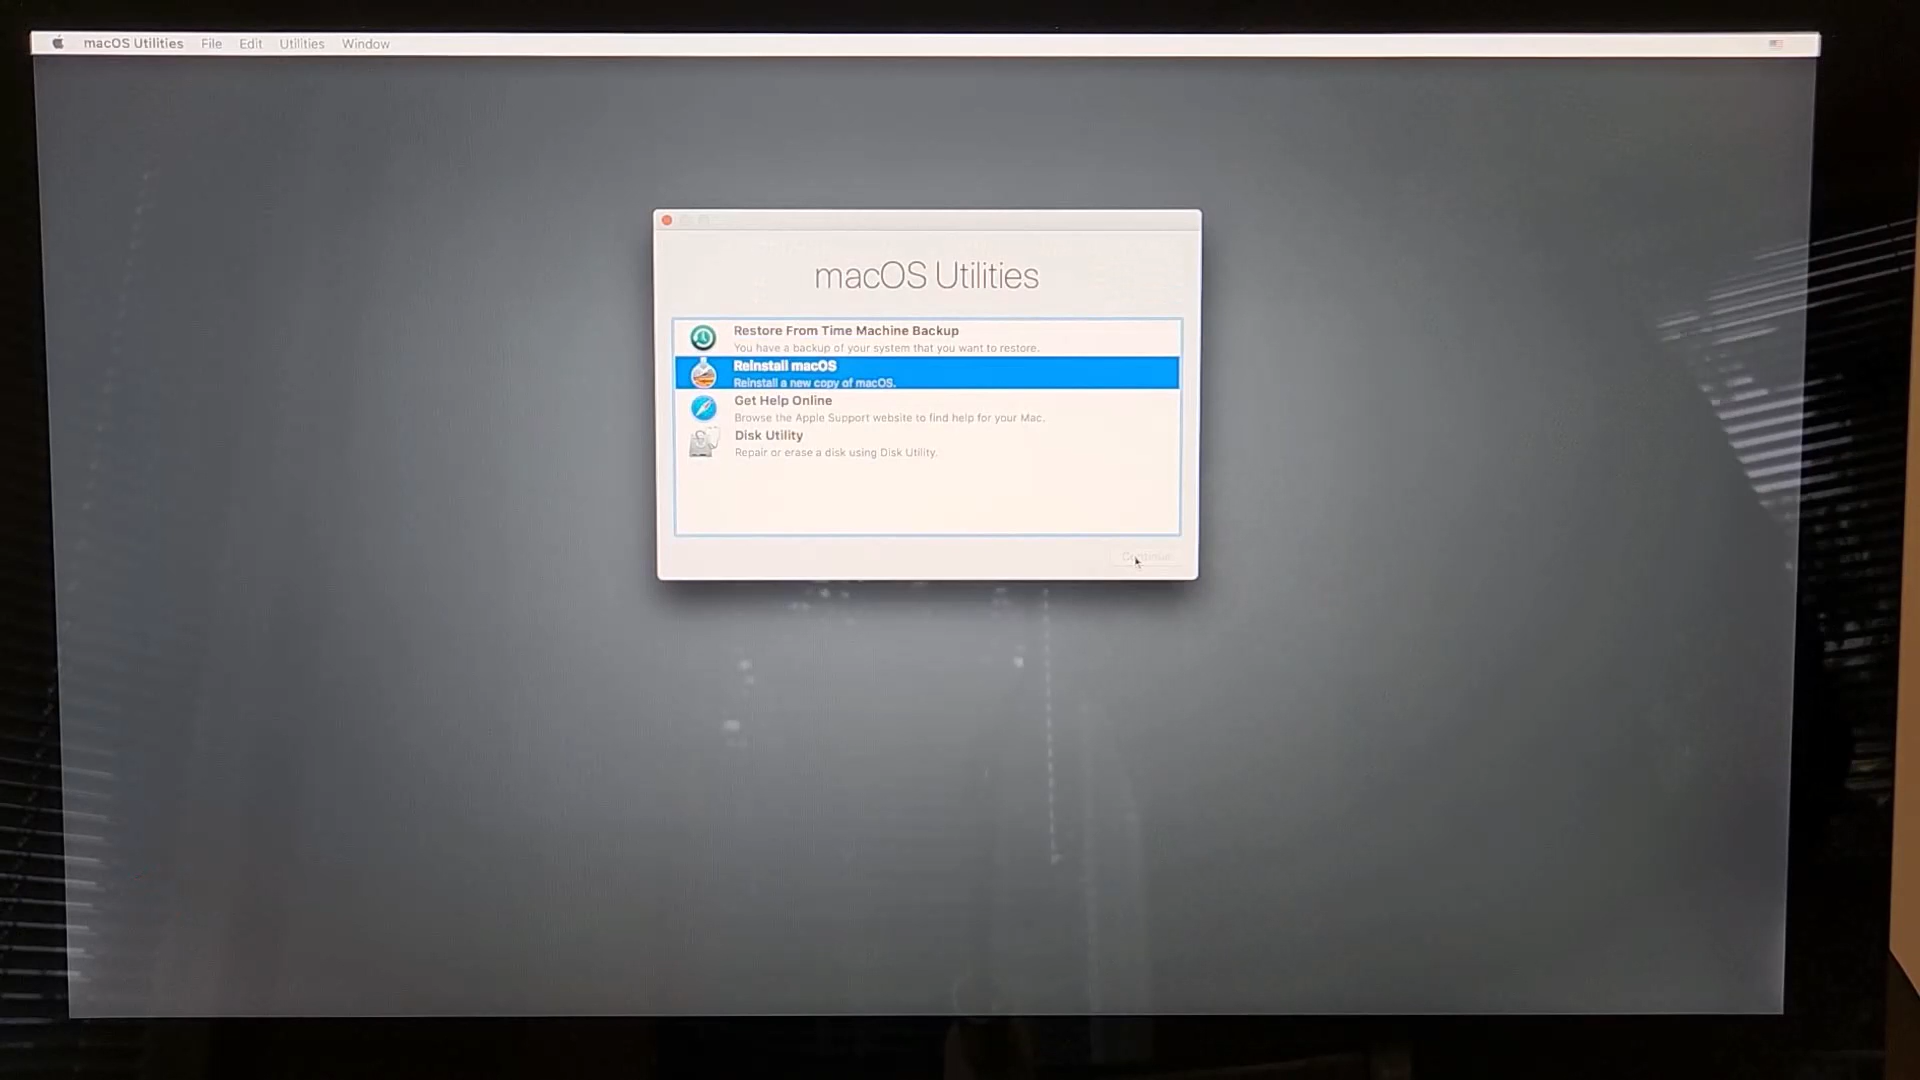 macOS Utilities File Edit Utilities Window
macOS Utilities
Restore From Time Machine Backup
You have a backup of your system that you want to restore.
Reinstall macOS
Reinstall a new copy of macOS.
Get Help Online
Browse the Apple Support website to find help for your Mac.
Disk Utility
Repair or erase a disk using Disk Utility.
Continue